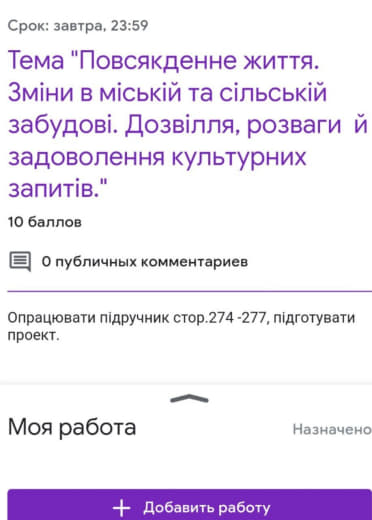 Срок: завтра, 23:59
Тема "Повсякденне життя.
Зміни в міській та сільській
забудові. Дозвілля, розваги  й
задоволення культурних
запитів."
10 баллов
0 публичных комментариев
Опрацювати підручник стор.274 -277, підготувати
проект.
Моя работа
Назначено
+ Добавить работу